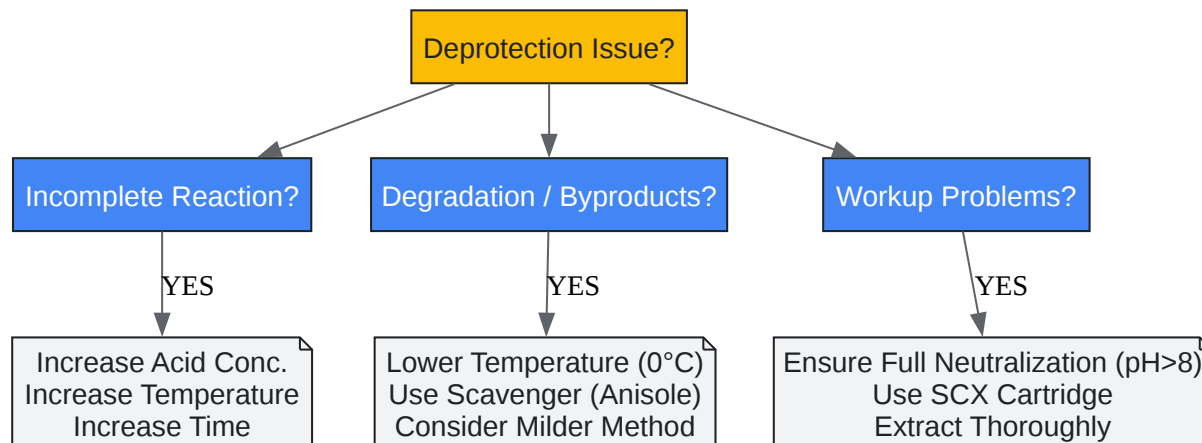 Deprotection Issue?
Incomplete Reaction?
Degradation / Byproducts?
Workup Problems?
YES
YES
YES
Increase Acid Conc.
Increase Temperature
Increase Time
Lower Temperature (0°C)
Use Scavenger (Anisole)
Consider Milder Method
Ensure Full Neutralization (pH>8)
Use SCX Cartridge
Extract Thoroughly